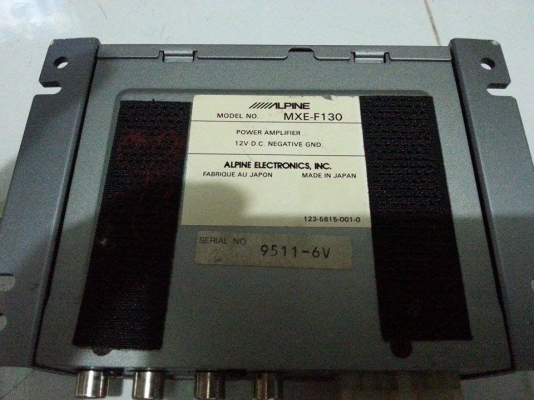 ALPINE
MODEL NO. MXE-F130
POWER AMPLIFIER
12V D.C. NEGATIVE GND.
ALPINE ELECTRONICS, INC.
FABRIQUE AU JAPON MADE IN JAPAN
123-5815-001-0
SERIAL NO. 9511-6V